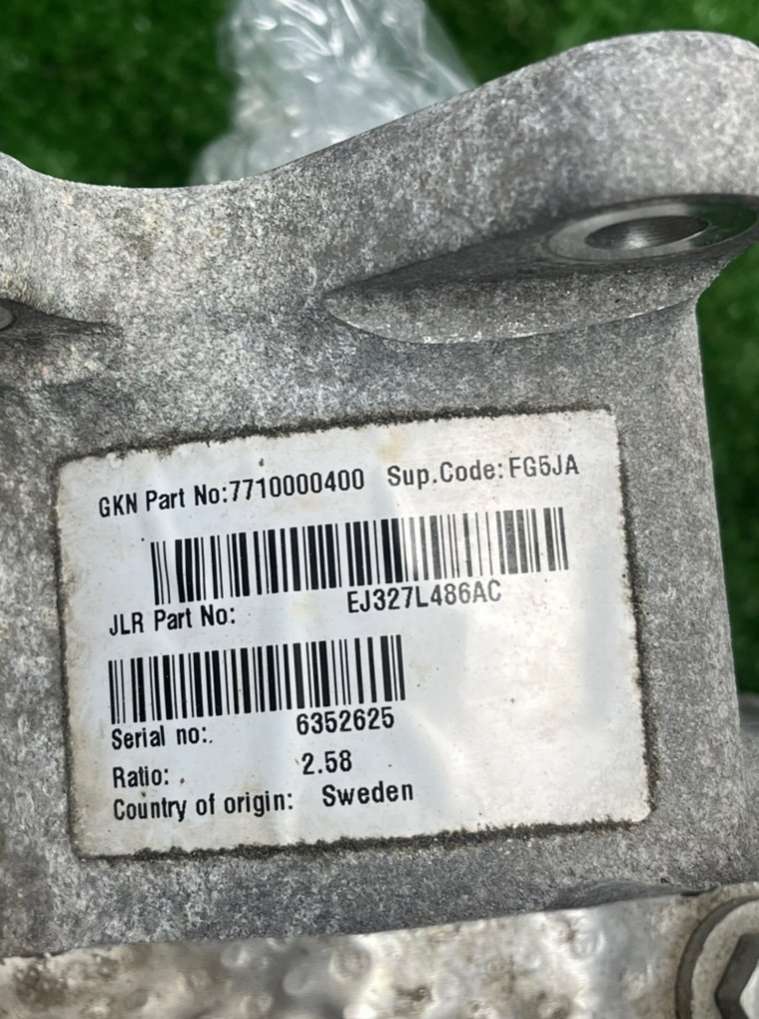 GKN Part No:7710000400 Sup.Code: FG5JA
JLR Part No: EJ327L486AC
Serial no: 6352625
Ratio: 2.58
Country of origin: Sweden